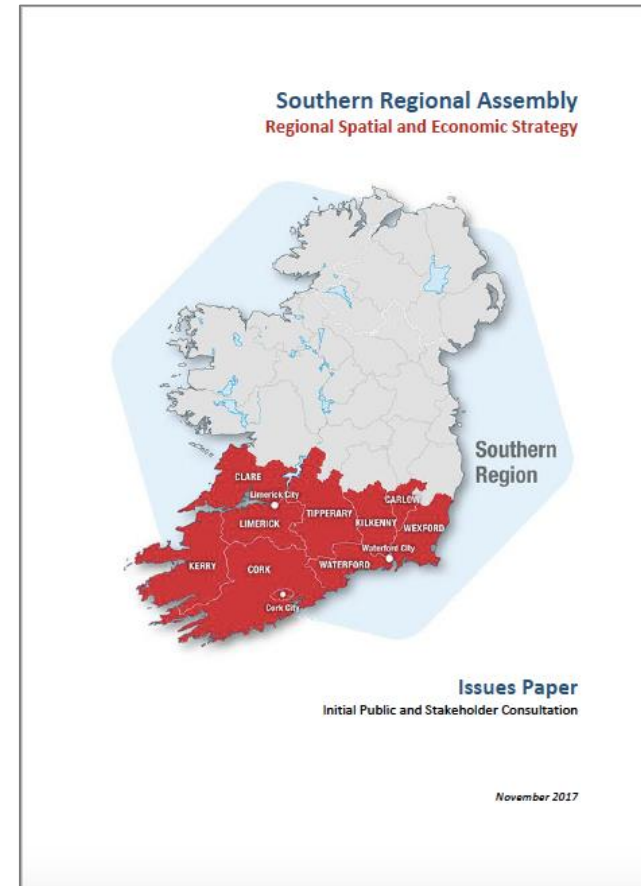 Southern Regional Assembly
Regional Spatial and Economic Strategy
Southern
Region
CLARE
Limerick City
CARLOW
TIPPERARY
KILKENNY
LIMERICK
WEXFORD
Waterford City
KERRY
CORK
WATERFORD
Cork City
Issues Paper
Initial Public and Stakeholder Consultation
November 2017